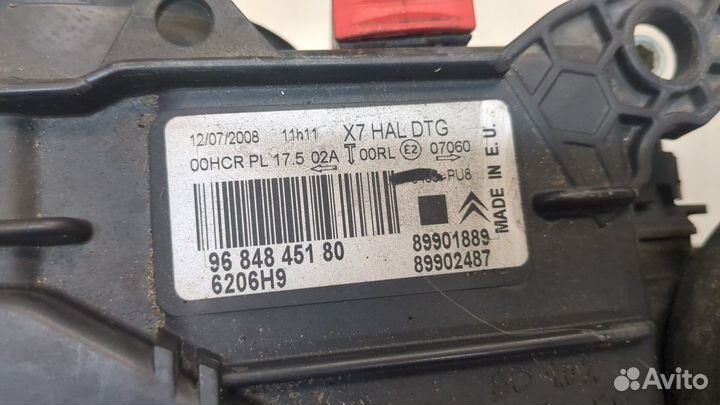 12/07/2008 11h11 X7 HAL DTG
00HCR PL 17.5 02A T 00RL E2 07060
PU8
96 848 451 80
6206H9
89901889
89902487
MADE IN E.U.
Avito